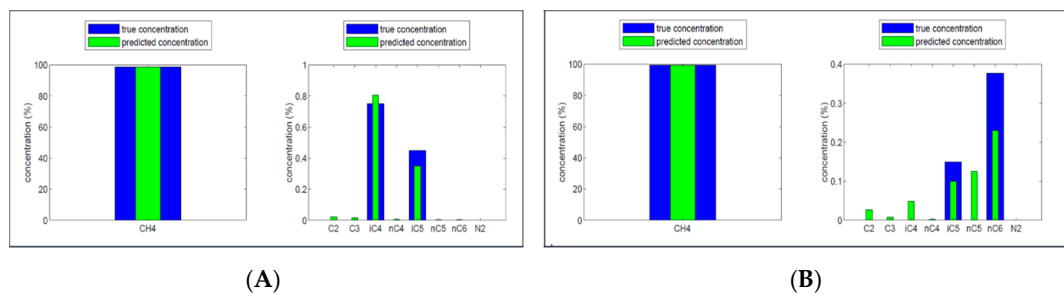 true concentration
predicted concentration
concentration (%)
100
80
60
40
20
0
CH4
true concentration
predicted concentration
concentration (%)
1
0.8
0.6
0.4
0.2
0
C2 C3 iC4 nC4 iC5 nC5 nC6 N2
(A)
true concentration
predicted concentration
concentration (%)
100
80
60
40
20
0
CH4
true concentration
predicted concentration
concentration (%)
0.4
0.3
0.2
0.1
0
C2 C3 iC4 nC4 iC5 nC5 nC6 N2
(B)